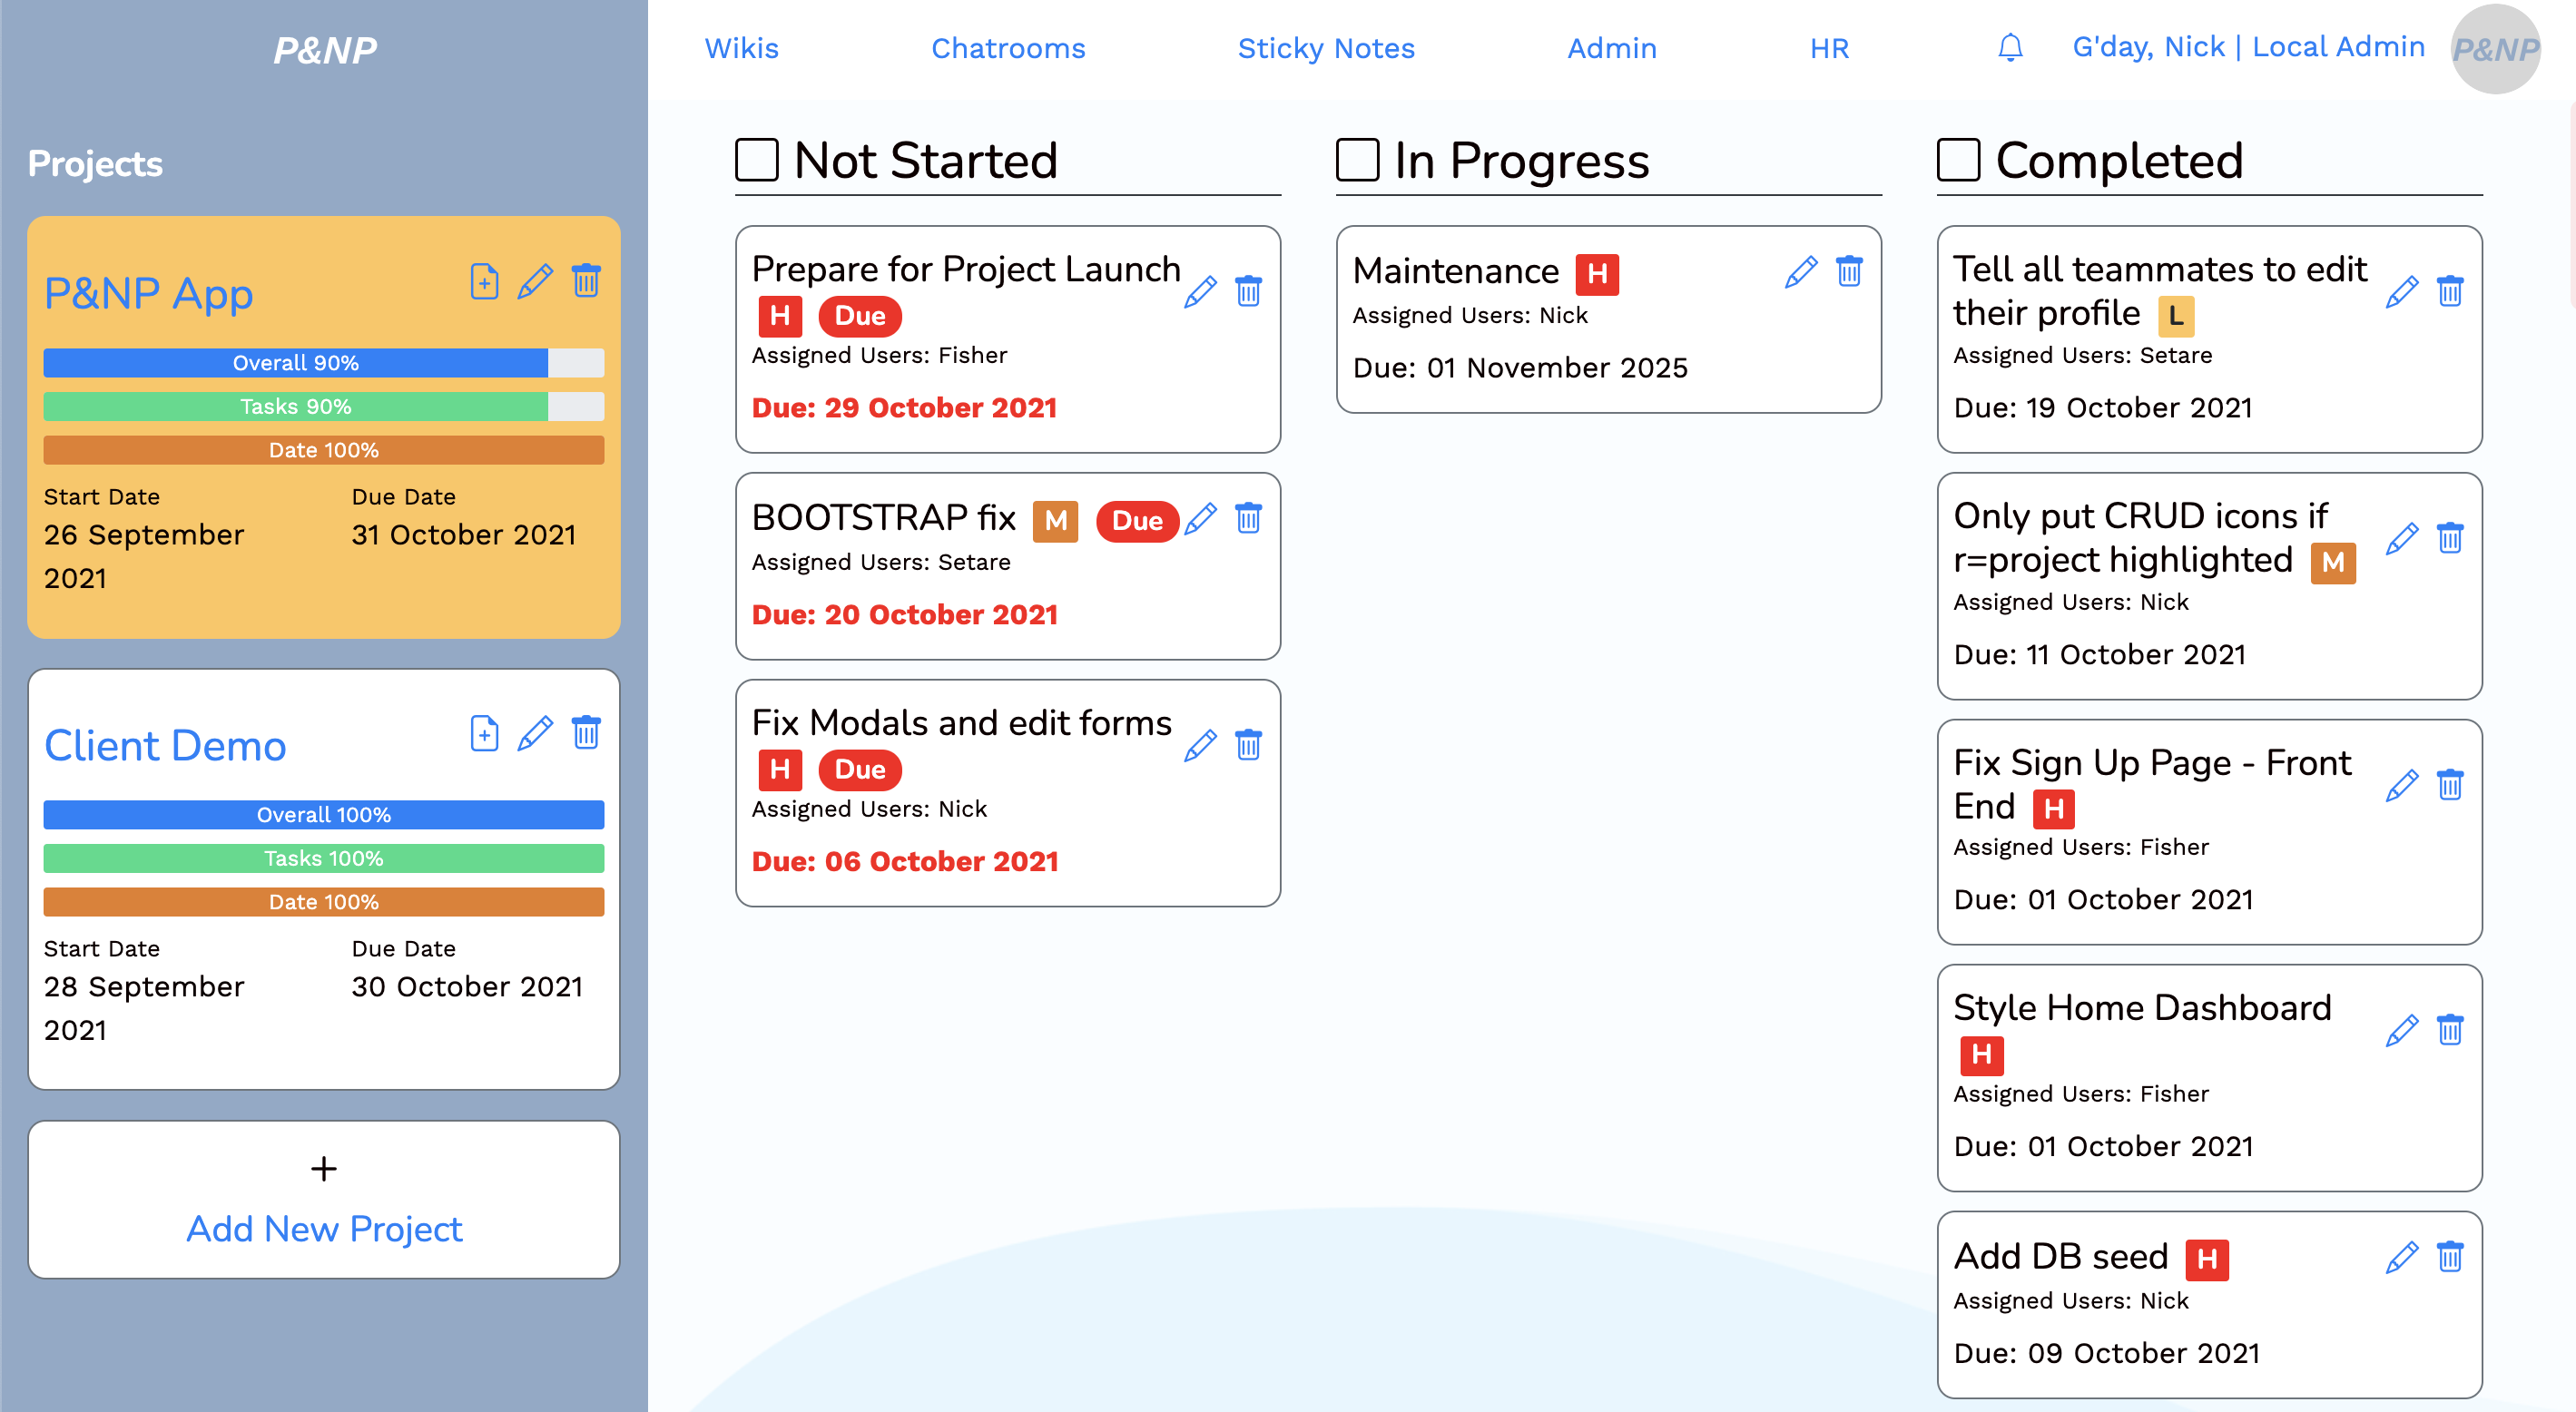 P&NP
Wikis
Chatrooms
Sticky Notes
Admin
HR
G'day, Nick | Local Admin
P&NP
Projects
P&NP App
Overall 90%
Tasks 90%
Date 100%
Start Date
26 September
2021
Due Date
31 October 2021
Client Demo
Overall 100%
Tasks 100%
Date 100%
Start Date
28 September
2021
Due Date
30 October 2021
+
Add New Project
Not Started
Prepare for Project Launch
H Due
Assigned Users: Fisher
Due: 29 October 2021
BOOTSTRAP fix M Due
Assigned Users: Setare
Due: 20 October 2021
Fix Modals and edit forms
H Due
Assigned Users: Nick
Due: 06 October 2021
In Progress
Maintenance H
Assigned Users: Nick
Due: 01 November 2025
Completed
Tell all teammates to edit
their profile L
Assigned Users: Setare
Due: 19 October 2021
Only put CRUD icons if
r=project highlighted M
Assigned Users: Nick
Due: 11 October 2021
Fix Sign Up Page - Front
End H
Assigned Users: Fisher
Due: 01 October 2021
Style Home Dashboard
H
Assigned Users: Fisher
Due: 01 October 2021
Add DB seed H
Assigned Users: Nick
Due: 09 October 2021